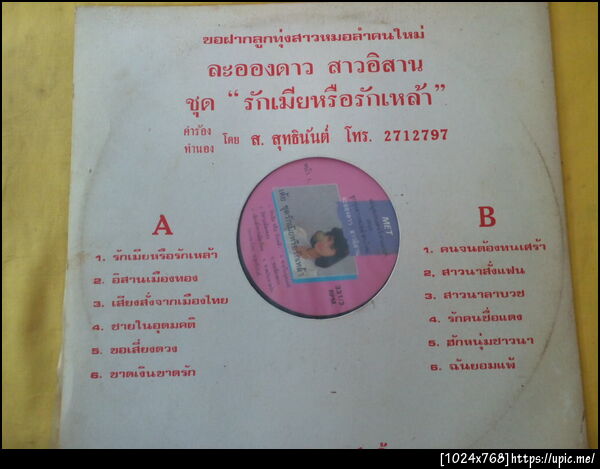 ขอฝากลูกทุ่งสาวหมอลำคนใหม่
ละอองดาว สาวอิสาน
ชุด “รักเมียหรือรักเหล้า”
คำร้อง
ทำนอง
โดย ส. สุทธินันต์ โทร. 2712797
A
1. รักเมียหรือรักเหล้า
2. อิสานเมืองทอง
3. เสียงสั่งจากเมืองไทย
4. ชายในอุดมคติ
5. ขอเสี่ยงดวง
6. ขาดเงินขาดรัก
B
1. คนจนต้องทนเศร้า
2. สาวนาสั่งแฟน
3. สาวนาลาบวช
4. รักคนชื่อแดง
5. ฮักหนุ่มชาวนา
6. ฉันยอมแพ้
MET
33 1/3
RPM
[1024x768]https://upic.me/